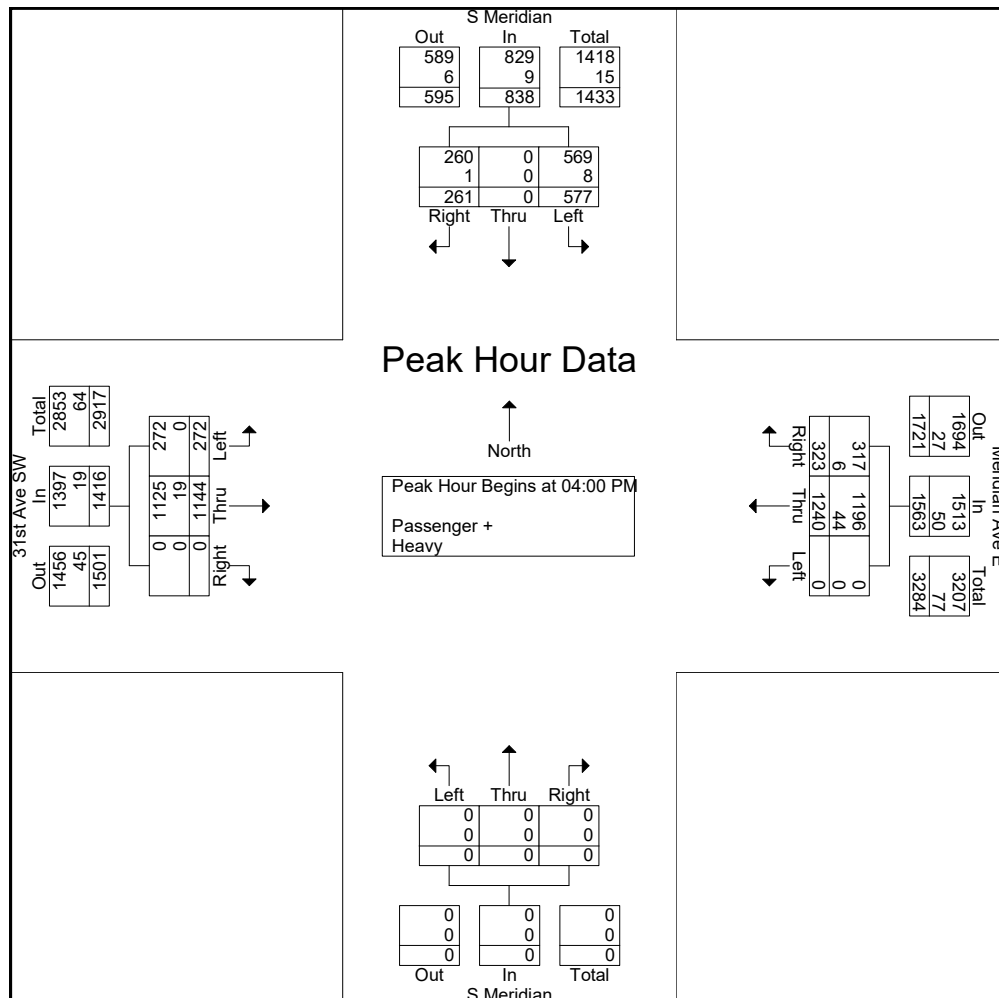 S Meridian
Out In Total
589 829 1418
6 9 15
595 838 1433
260 0 569
1 0 8
261 0 577
Right Thru Left
Peak Hour Data
North
Peak Hour Begins at 04:00 PM
Passenger +
Heavy
31st Ave SW
Out In Total
1456 1397 2853
45 19 64
1501 1416 2917
0 1125 272
0 19 0
0 1144 272
Right Thru Left
Meridian Ave E
Out In Total
1694 1513 3207
27 50 77
1721 1563 3284
317 1196 0
6 44 0
323 1240 0
Right Thru Left
Left Thru Right
0 0 0
0 0 0
0 0 0
0 0 0
0 0 0
0 0 0
Out In Total
S Meridian